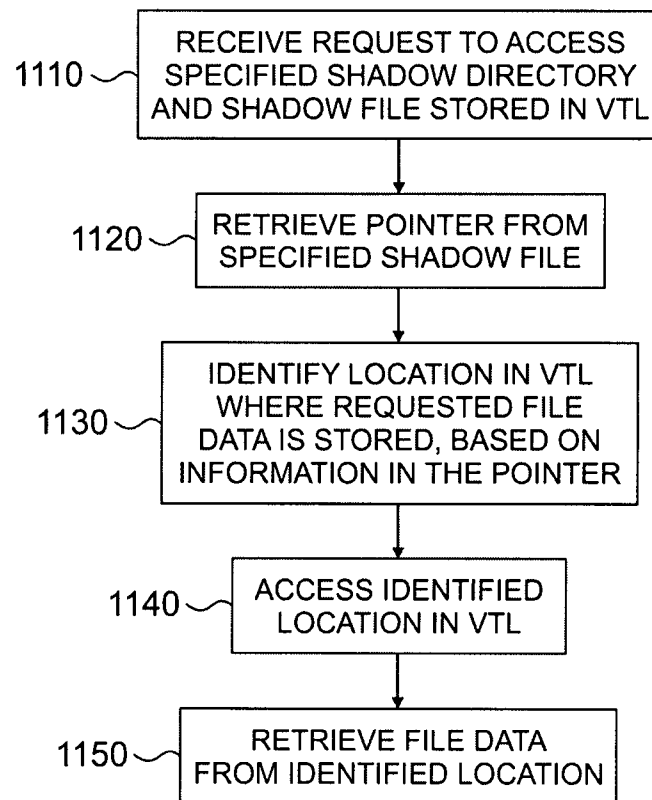 1110
RECEIVE REQUEST TO ACCESS
SPECIFIED SHADOW DIRECTORY
AND SHADOW FILE STORED IN VTL
1120
RETRIEVE POINTER FROM
SPECIFIED SHADOW FILE
1130
IDENTIFY LOCATION IN VTL
WHERE REQUESTED FILE
DATA IS STORED, BASED ON
INFORMATION IN THE POINTER
1140
ACCESS IDENTIFIED
LOCATION IN VTL
1150
RETRIEVE FILE DATA
FROM IDENTIFIED LOCATION